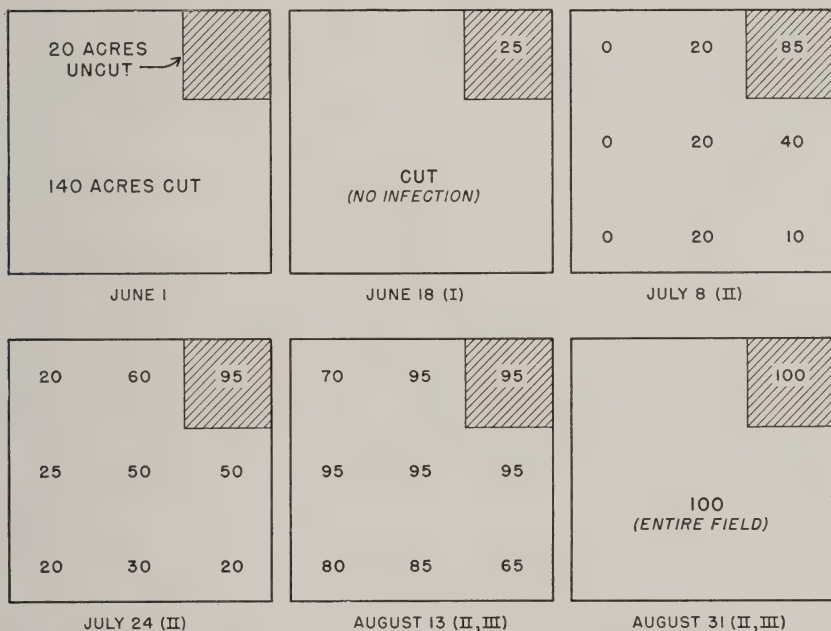 20 ACRES
UNCUT
140 ACRES CUT
JUNE 1
25
CUT
(NO INFECTION)
JUNE 18 (I)
0 20 85
0 20 40
0 20 10
JULY 8 (II)
20 60 95
25 50 50
20 30 20
JULY 24 (II)
70 95 95
95 95 95
80 85 65
AUGUST 13 (II,III)
100
100
(ENTIRE FIELD)
AUGUST 31 (II,III)